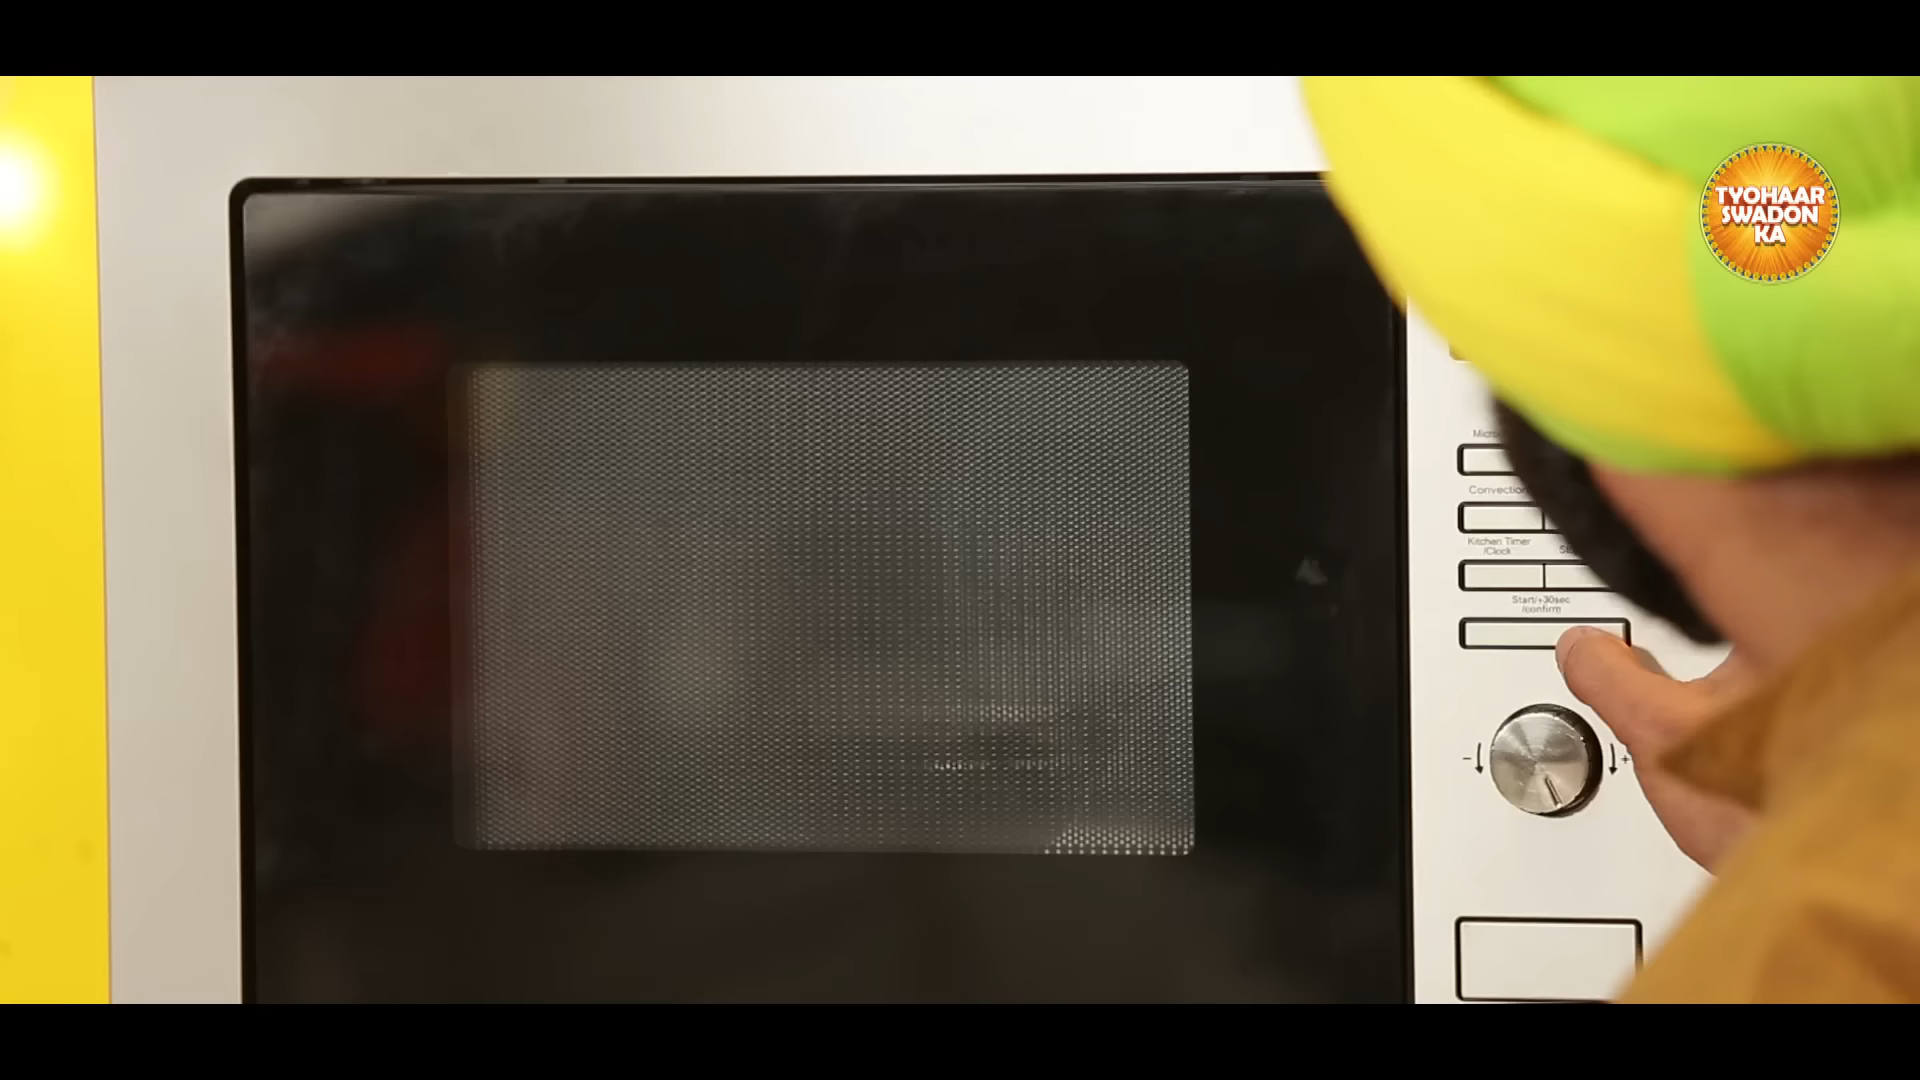 TYOHAAR
SWADON
KA
Convection
Kitchen Timer
/Clock
Start/+30sec
/confirm
- +